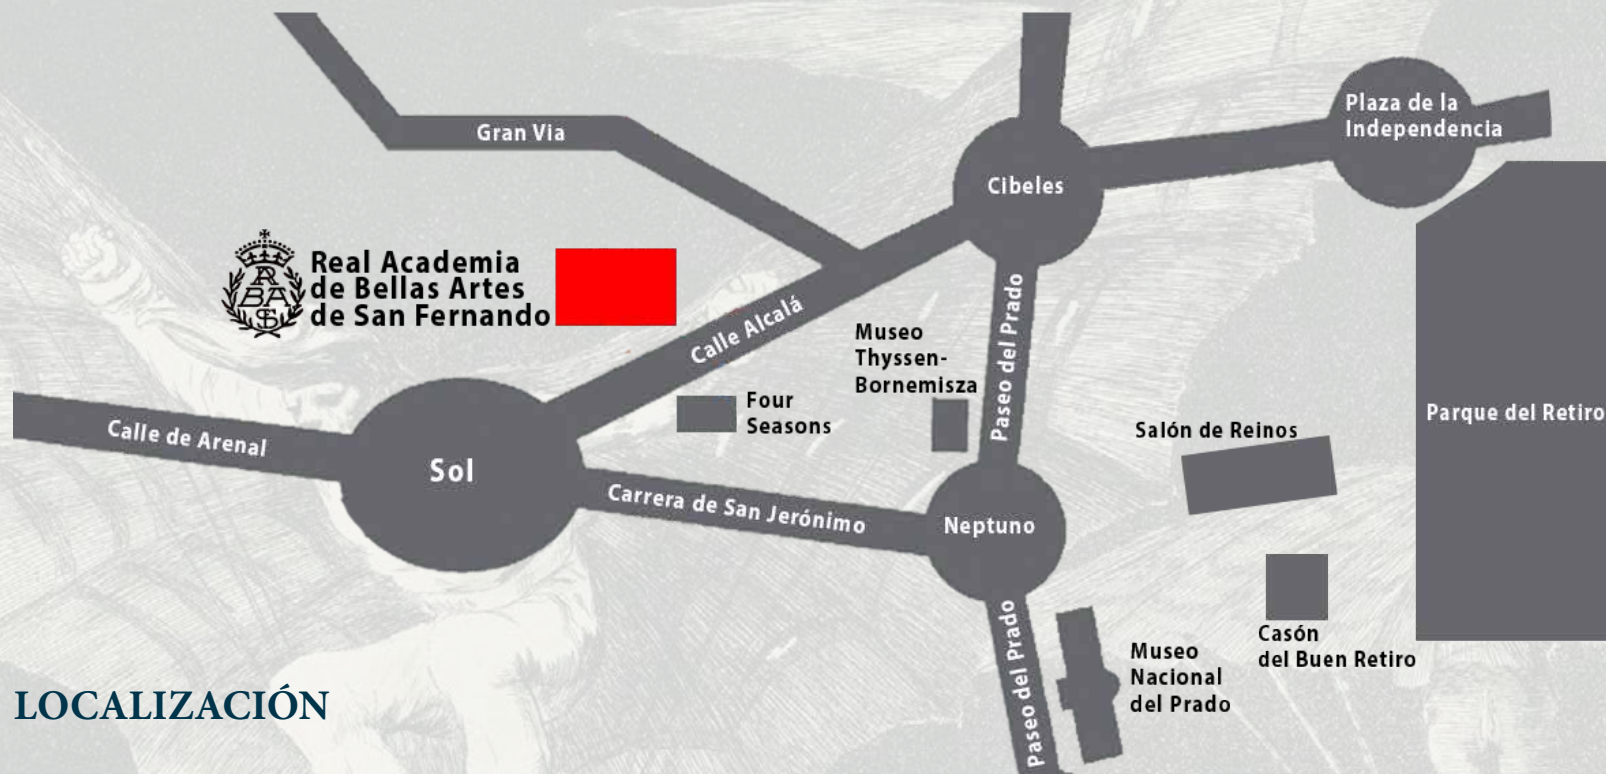 Plaza de la
Independencia
Gran Via
Cibeles
Real Academia
de Bellas Artes
de San Fernando
Calle Alcalá
Paseo del Prado
Museo
Thyssen-
Bornemisza
Four
Seasons
Parque del Retiro
Calle de Arenal
Sol
Salón de Reinos
Carrera de San Jerónimo
Neptuno
Paseo del Prado
Casón
del Buen Retiro
Museo
Nacional
del Prado
LOCALIZACIÓN